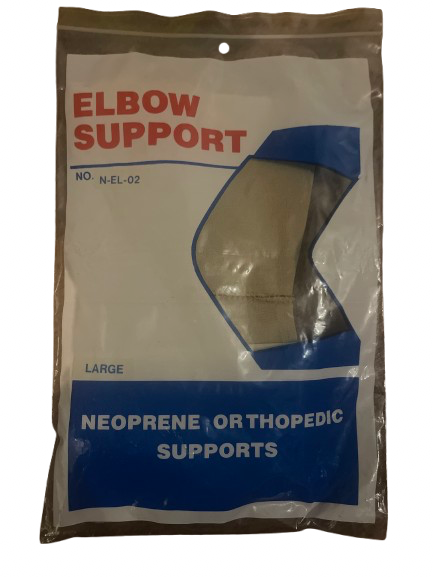 ELBOW
SUPPORT
NO. N-EL-02
LARGE
NEOPRENE ORTHOPEDIC
SUPPORTS